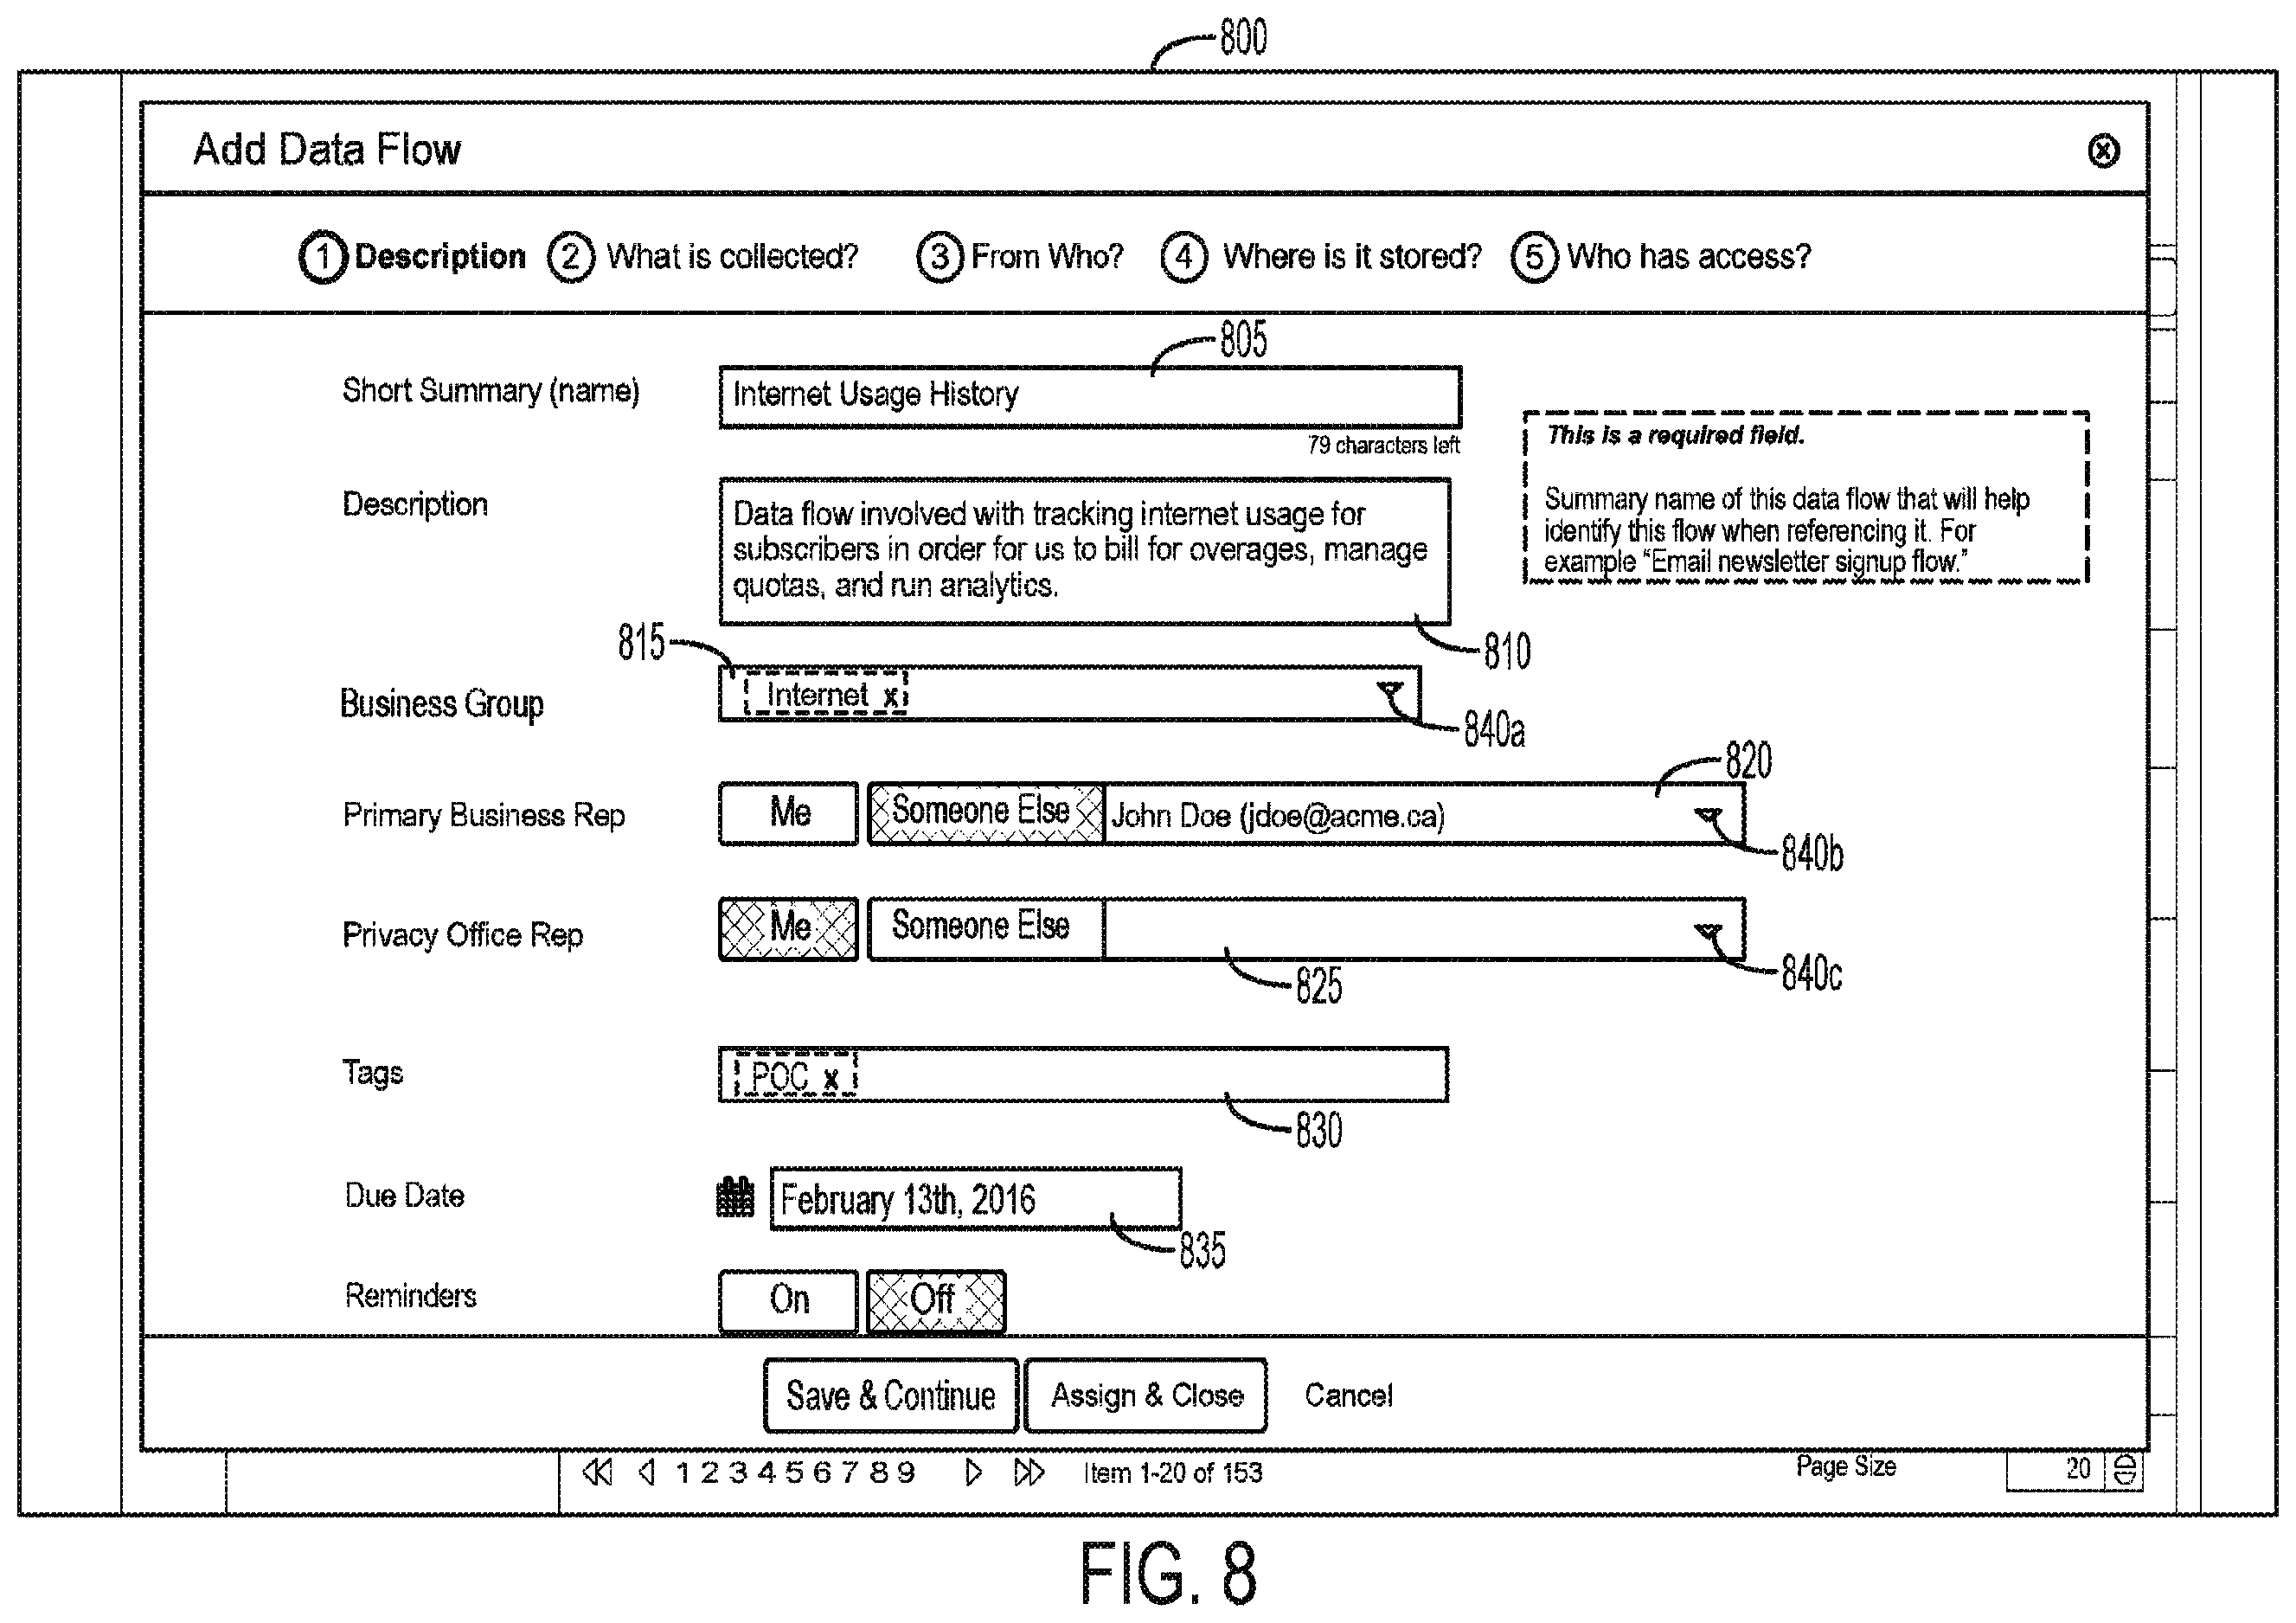 800
Add Data Flow
1 Description 2 What is collected? 3 From Who? 4 Where is it stored? 5 Who has access?
805
Short Summary (name) Internet Usage History
79 characters left
This is a required field.
Summary name of this data flow that will help
identify this flow when referencing it. For
example "Email newsletter signup flow."
Description
Data flow involved with tracking internet usage for
subscribers in order for us to bill for overages, manage
quotas, and run analytics.
815
810
Business Group Internet x
840a
820
Primary Business Rep Me Someone Else John Doe (jdoe@acme.ca)
840b
Privacy Office Rep Me Someone Else
825
840c
Tags POC x
830
Due Date February 13th, 2016
835
Reminders On Off
Save & Continue Assign & Close Cancel
1 2 3 4 5 6 7 8 9 Item 1-20 of 153 Page Size 20
FIG. 8